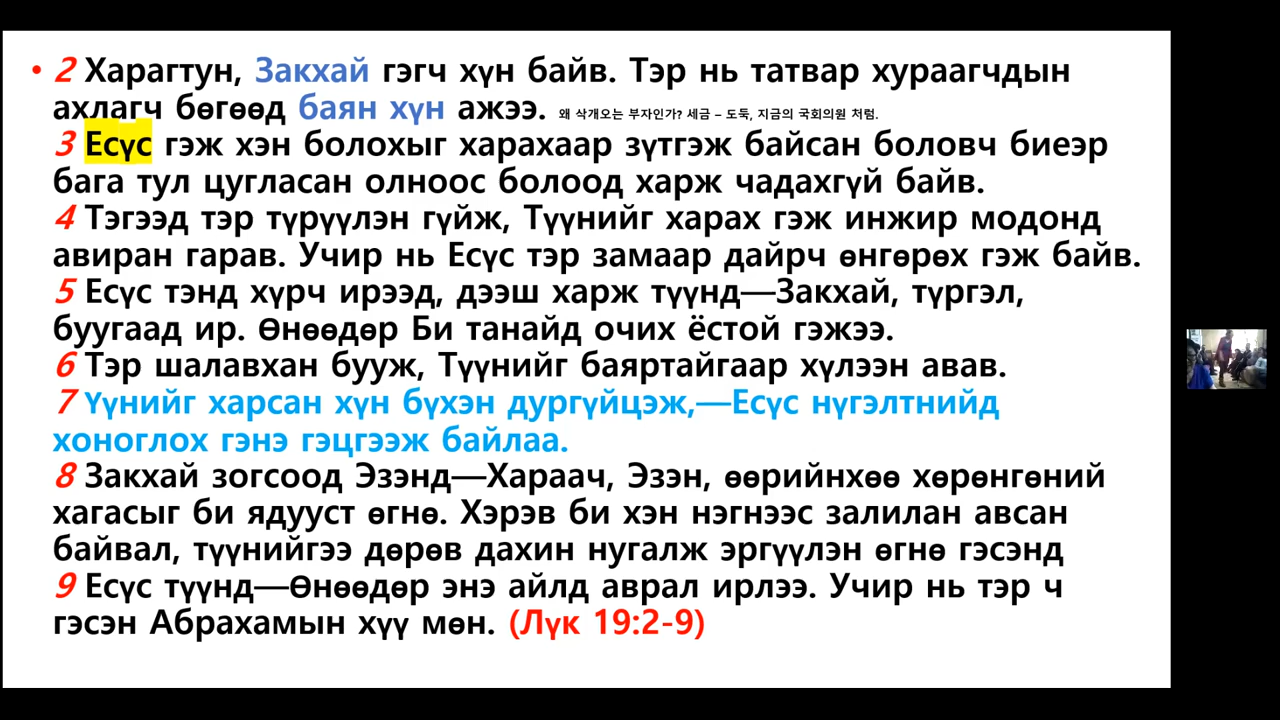 • 2 Харагтун, Закхай гэгч хүн байв. Тэр нь татвар хураагчдын
ахлагч бөгөөд баян хүн ажээ. 왜 삭개오는 부자인가? 세금 – 도둑, 지금의 국회의원 처럼.
3 Есүс гэж хэн болохыг харахаар зүтгэж байсан боловч биеэр
бага тул цугласан олноос болоод харж чадахгүй байв.
4 Тэгээд тэр түрүүлэн гүйж, Түүнийг харах гэж инжир модонд
авиран гарав. Учир нь Есүс тэр замаар дайрч өнгөрөх гэж байв.
5 Есүс тэнд хүрч ирээд, дээш харж түүнд—Закхай, түргэл,
буугаад ир. Өнөөдөр Би танайд очих ёстой гэжээ.
6 Тэр шалавхан бууж, Түүнийг баяртайгаар хүлээн авав.
7 Үүнийг харсан хүн бүхэн дургүйцэж,—Есүс нүгэлтнийд
хоноглох гэнэ гэцгээж байлаа.
8 Закхай зогсоод Эзэнд—Хараач, Эзэн, өөрийнхөө хөрөнгөний
хагасыг би ядууст өгнө. Хэрэв би хэн нэгнээс залилан авсан
байвал, түүнийгээ дөрөв дахин нугалж эргүүлэн өгнө гэсэнд
9 Есүс түүнд—Өнөөдөр энэ айлд аврал ирлээ. Учир нь тэр ч
гэсэн Абрахамын хүү мөн. (Лүк 19:2-9)